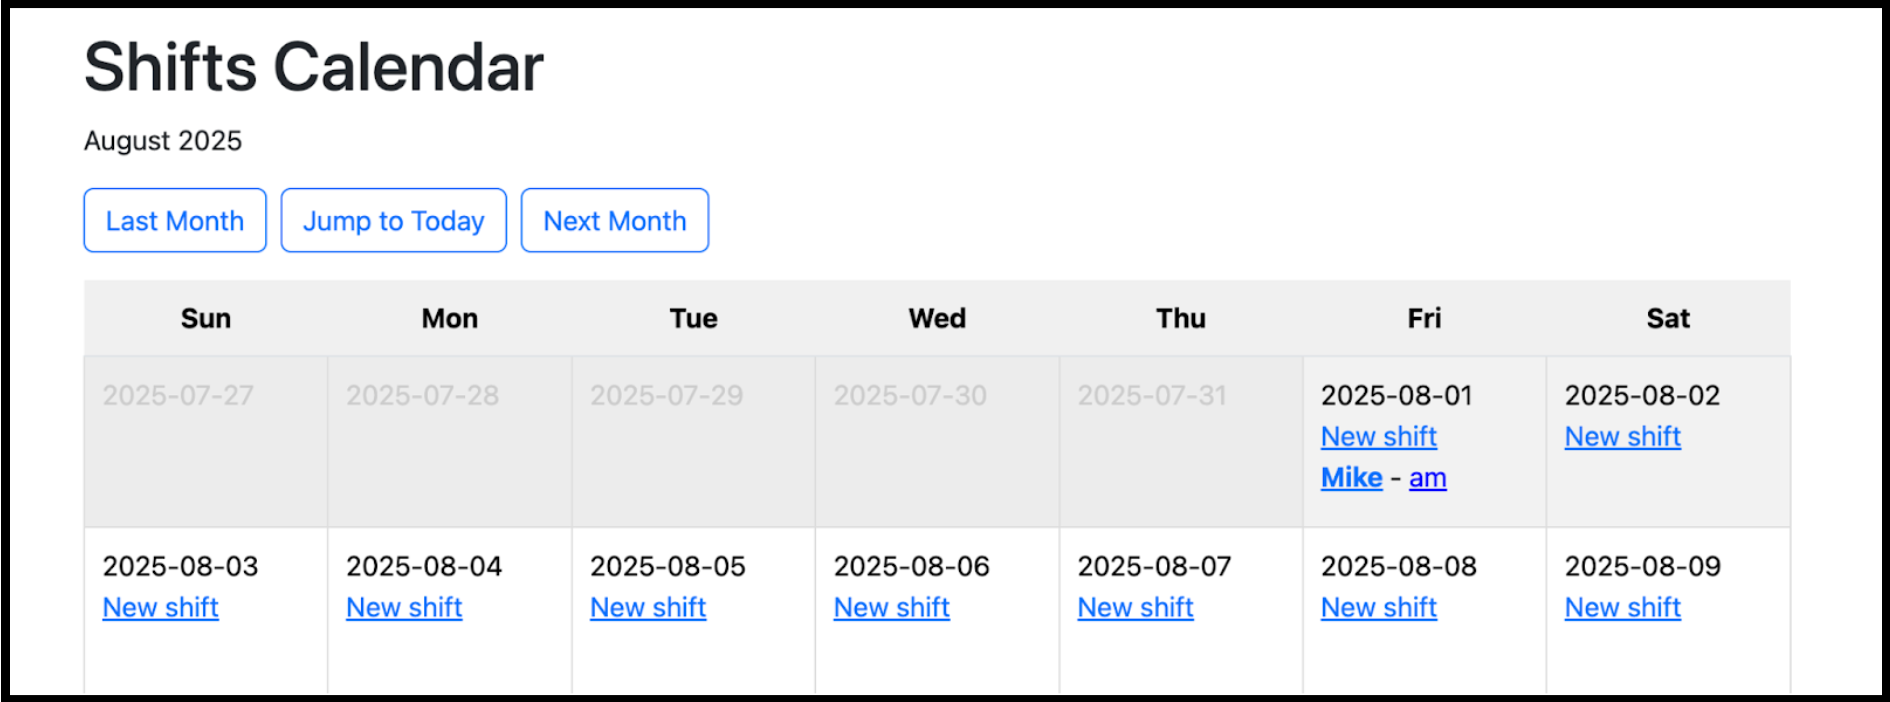 Shifts Calendar
August 2025
Last Month Jump to Today Next Month
Sun Mon Tue Wed Thu Fri Sat
2025-07-27 2025-07-28 2025-07-29 2025-07-30 2025-07-31 2025-08-01 2025-08-02
New shift New shift
Mike - am
2025-08-03 2025-08-04 2025-08-05 2025-08-06 2025-08-07 2025-08-08 2025-08-09
New shift New shift New shift New shift New shift New shift New shift